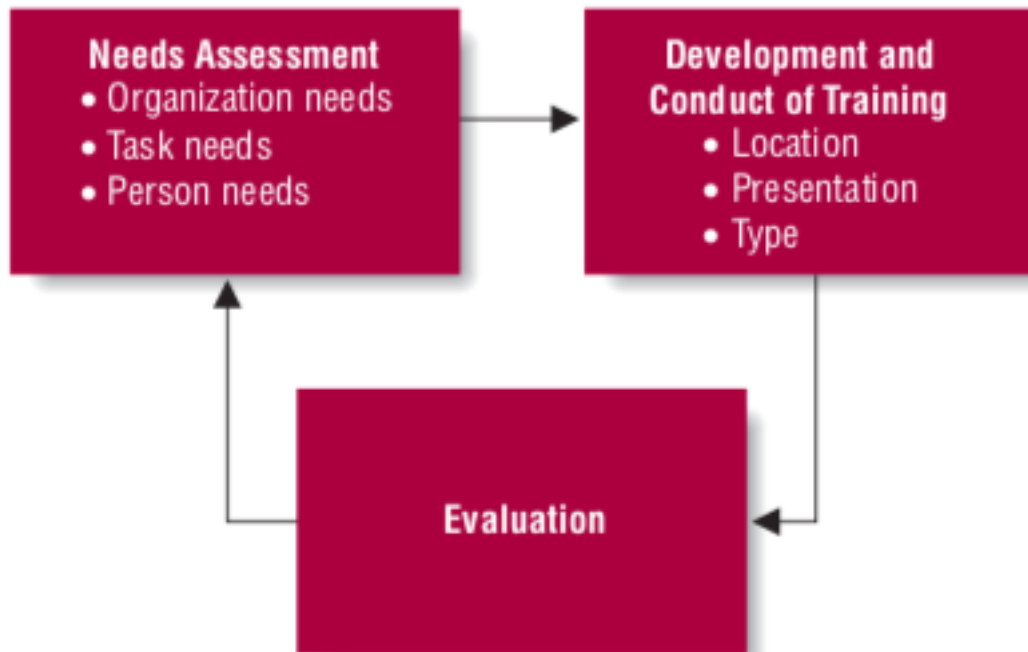 Needs Assessment
• Organization needs
• Task needs
• Person needs
Development and
Conduct of Training
• Location
• Presentation
• Type
Evaluation